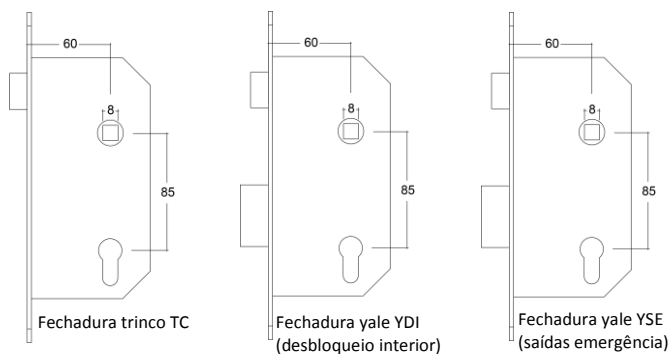 60
8
85
Fechadura trinco TC
60
8
85
Fechadura yale YDI
(desbloqueio interior)
60
8
85
Fechadura yale YSE
(saídas emergência)